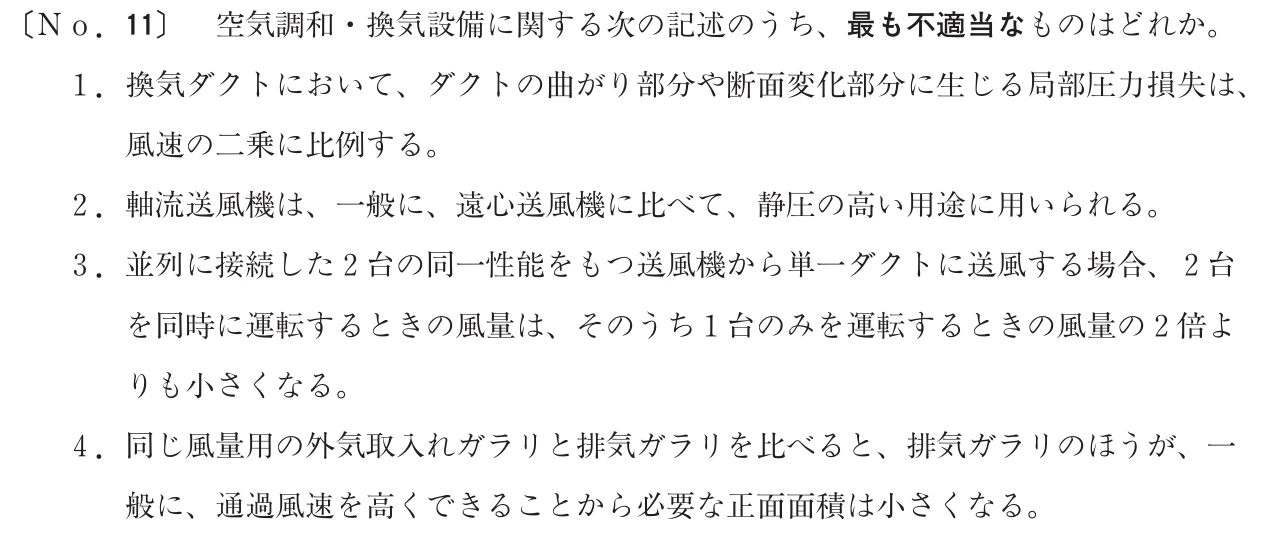 〔Ｎｏ．11〕　空気調和・換気設備に関する次の記述のうち、最も不適当なものはどれか。
１．換気ダクトにおいて、ダクトの曲がり部分や断面変化部分に生じる局部圧力損失は、
風速の二乗に比例する。
２．軸流送風機は、一般に、遠心送風機に比べて、静圧の高い用途に用いられる。
３．並列に接続した２台の同一性能をもつ送風機から単一ダクトに送風する場合、２台
を同時に運転するときの風量は、そのうち１台のみを運転するときの風量の２倍よ
りも小さくなる。
４．同じ風量用の外気取入れガラリと排気ガラリを比べると、排気ガラリのほうが、一
般に、通過風速を高くできることから必要な正面面積は小さくなる。